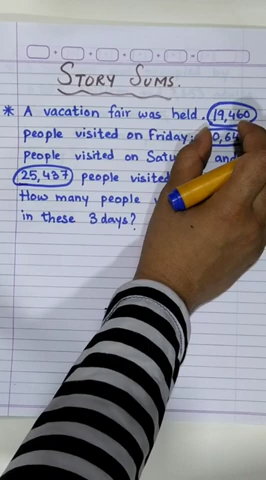 STORY SUMS.
* A vacation fair was held. 19,460
people visited on Friday;
people visited on and
25,437 people visited
How many people
in these 3 days?